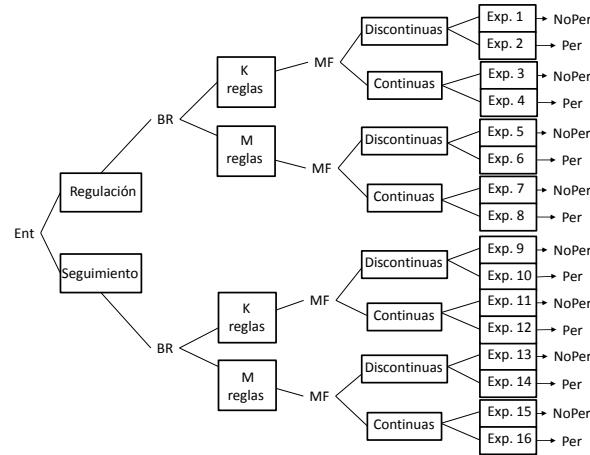 Ent
Regulación
Seguimiento
BR
K
reglas
M
reglas
MF
Discontinuas
Exp. 1 NoPer
Exp. 2 Per
Continuas
Exp. 3 NoPer
Exp. 4 Per
MF
Discontinuas
Exp. 5 NoPer
Exp. 6 Per
Continuas
Exp. 7 NoPer
Exp. 8 Per
BR
K
reglas
M
reglas
MF
Discontinuas
Exp. 9 NoPer
Exp. 10 Per
Continuas
Exp. 11 NoPer
Exp. 12 Per
MF
Discontinuas
Exp. 13 NoPer
Exp. 14 Per
Continuas
Exp. 15 NoPer
Exp. 16 Per